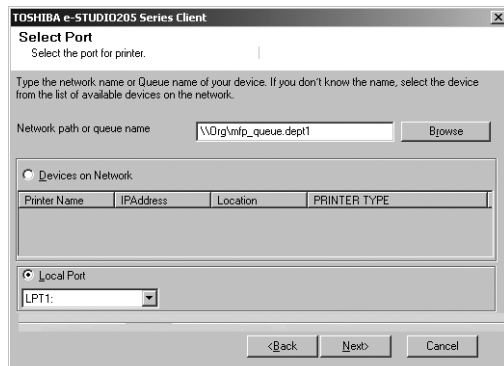 TOSHIBA e-STUDIO205 Series Client
Select Port
Select the port for printer.
Type the network name or Queue name of your device. If you don't know the name, select the device
from the list of available devices on the network.
Network path or queue name \\Org\mfp_queue.dept1 Browse
Devices on Network
Printer Name IPAddress Location PRINTER TYPE
Local Port
LPT1:
<Back Next> Cancel